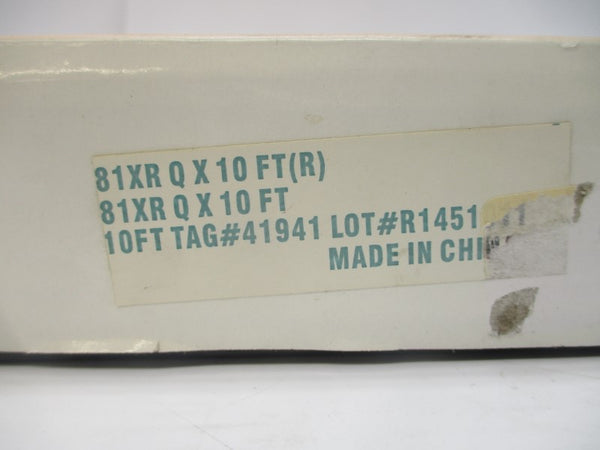 81XR Q X 10 FT(R)
81XR Q X 10 FT
10FT TAG#41941 LOT#R1451
MADE IN CHI